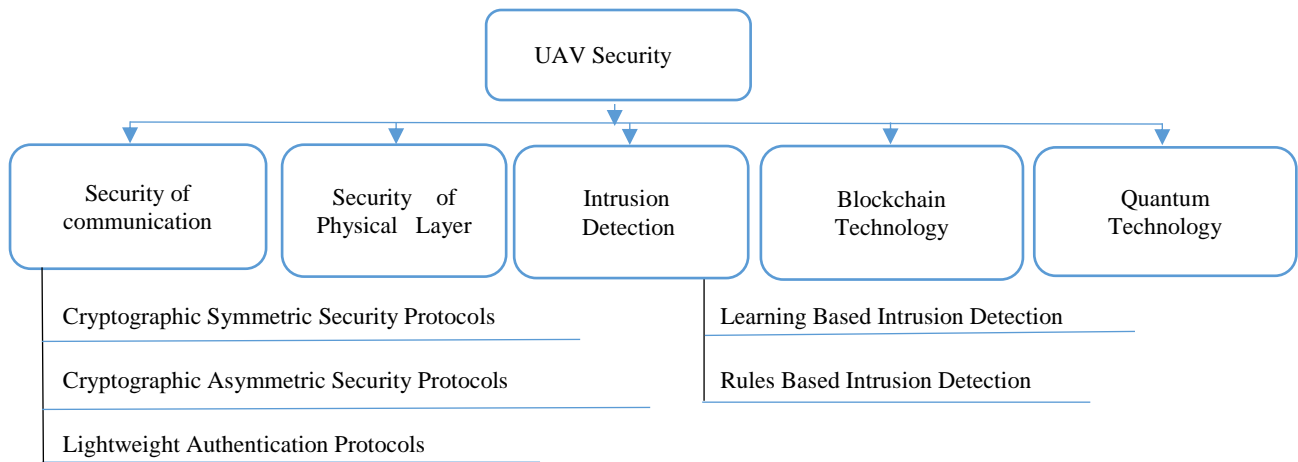 UAV Security
Security of
communication
Security of
Physical Layer
Intrusion
Detection
Blockchain
Technology
Quantum
Technology
Cryptographic Symmetric Security Protocols
Cryptographic Asymmetric Security Protocols
Lightweight Authentication Protocols
Learning Based Intrusion Detection
Rules Based Intrusion Detection